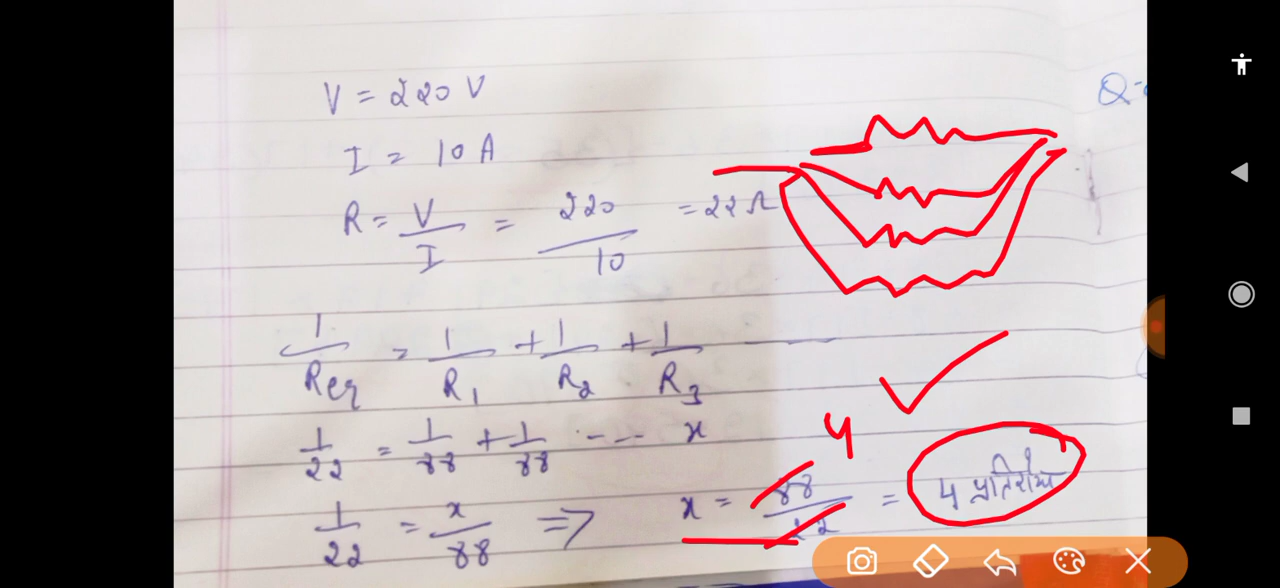 V = 220 V
I = 10 A
R = V/I = 220/10 = 22 Ω
1/Req = 1/R1 + 1/R2 + 1/R3 ——
1/22 = 1/88 + 1/88 --- x
1/22 = x/88 => x = 88/22 = 4 प्रतिरोध
4
Q